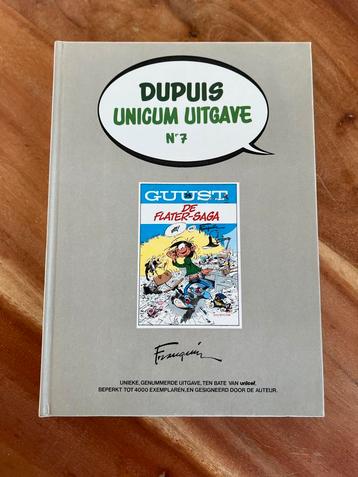 DUPUIS
UNICUM UITGAVE
Nr 7
GUUST
DE
FLATER-SAGA
Franquin
UNIEKE, GENUMMERDE UITGAVE, TEN BATE VAN unicef,
BEPERKT TOT 4000 EXEMPLAREN, EN GESIGNEERD DOOR DE AUTEUR.